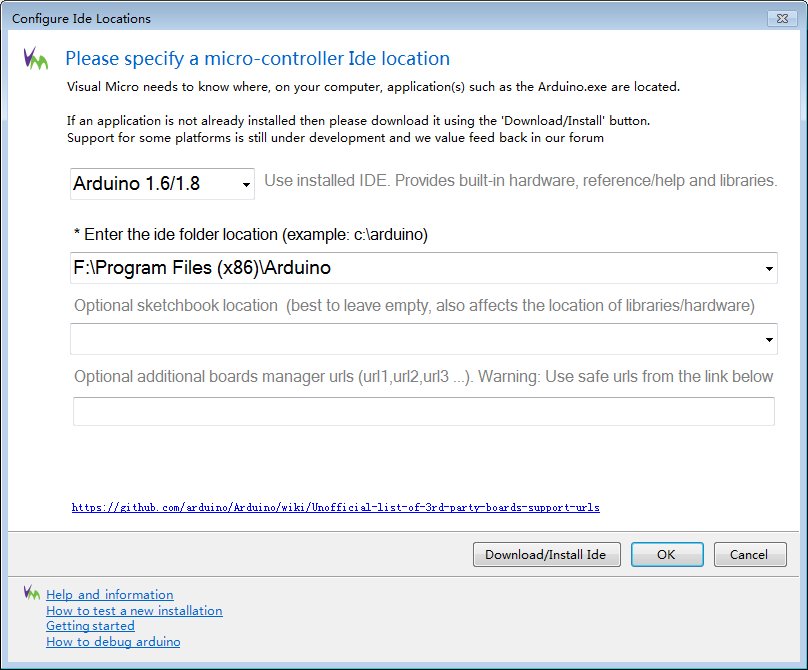 Configure Ide Locations
Please specify a micro-controller Ide location
Visual Micro needs to know where, on your computer, application(s) such as the Arduino.exe are located.
If an application is not already installed then please download it using the 'Download/Install' button.
Support for some platforms is still under development and we value feed back in our forum
Arduino 1.6/1.8
Use installed IDE. Provides built-in hardware, reference/help and libraries.
* Enter the ide folder location (example: c:\arduino)
F:\Program Files (x86)\Arduino
Optional sketchbook location (best to leave empty, also affects the location of libraries/hardware)
Optional additional boards manager urls (url1,url2,url3 ...). Warning: Use safe urls from the link below
https://github.com/arduino/Arduino/wiki/Unofficial-list-of-3rd-party-boards-support-urls
Download/Install Ide
OK
Cancel
Help and information
How to test a new installation
Getting started
How to debug arduino